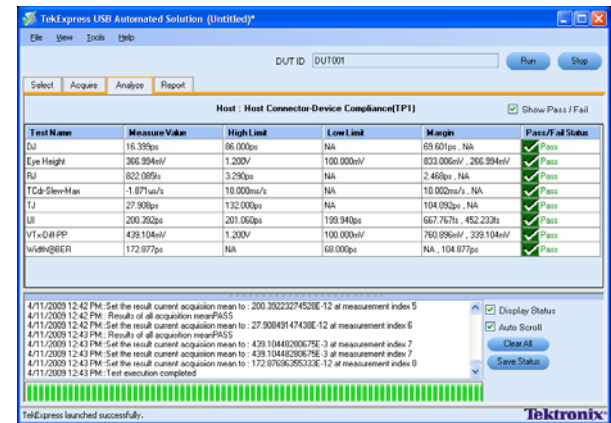 TekExpress USB Automated Solution (Untitled)*
File View Tools Help
DUT ID DUT001 Run Stop
Select Acquire Analyze Report
Host : Host Connector-Device Compliance(TP1) Show Pass / Fail
Test Name Measure Value High Limit Low Limit Margin Pass/Fail Status
DJ 16.399ps 86.000ps NA 69.601ps , NA Pass
Eye Height 366.994mV 1.200V 100.000mV 833.006mV , 266.994mV Pass
RJ 822.085fs 3.290ps NA 2.468ps , NA Pass
TCdr-Slew-Max -1.871us/s 10.000ms/s NA 10.002ms/s , NA Pass
TJ 27.908ps 132.000ps NA 104.092ps , NA Pass
UI 200.392ps 201.060ps 199.940ps 667.767fs , 452.233fs Pass
VTx-Diff-PP 439.104mV 1.200V 100.000mV 760.896mV , 339.104mV Pass
Width@BER 172.877ps NA 68.000ps NA , 104.877ps Pass
4/11/2009 12:42 PM :Set the result current acquisition mean to : 200.39223274528E-12 at measurement index 5
4/11/2009 12:42 PM : Results of all acquisition meanPASS
4/11/2009 12:42 PM :Set the result current acquisition mean to : 27.90849147438E-12 at measurement index 6
4/11/2009 12:43 PM : Results of all acquisition meanPASS
4/11/2009 12:43 PM :Set the result current acquisition mean to : 439.10448280675E-3 at measurement index 7
4/11/2009 12:43 PM :Set the result current acquisition mean to : 439.10448280675E-3 at measurement index 7
4/11/2009 12:43 PM :Set the result current acquisition mean to : 172.87696355333E-12 at measurement index 8
4/11/2009 12:43 PM :Test execution completed
Display Status
Auto Scroll
Clear All
Save Status
TekExpress launched successfully.
Tektronix